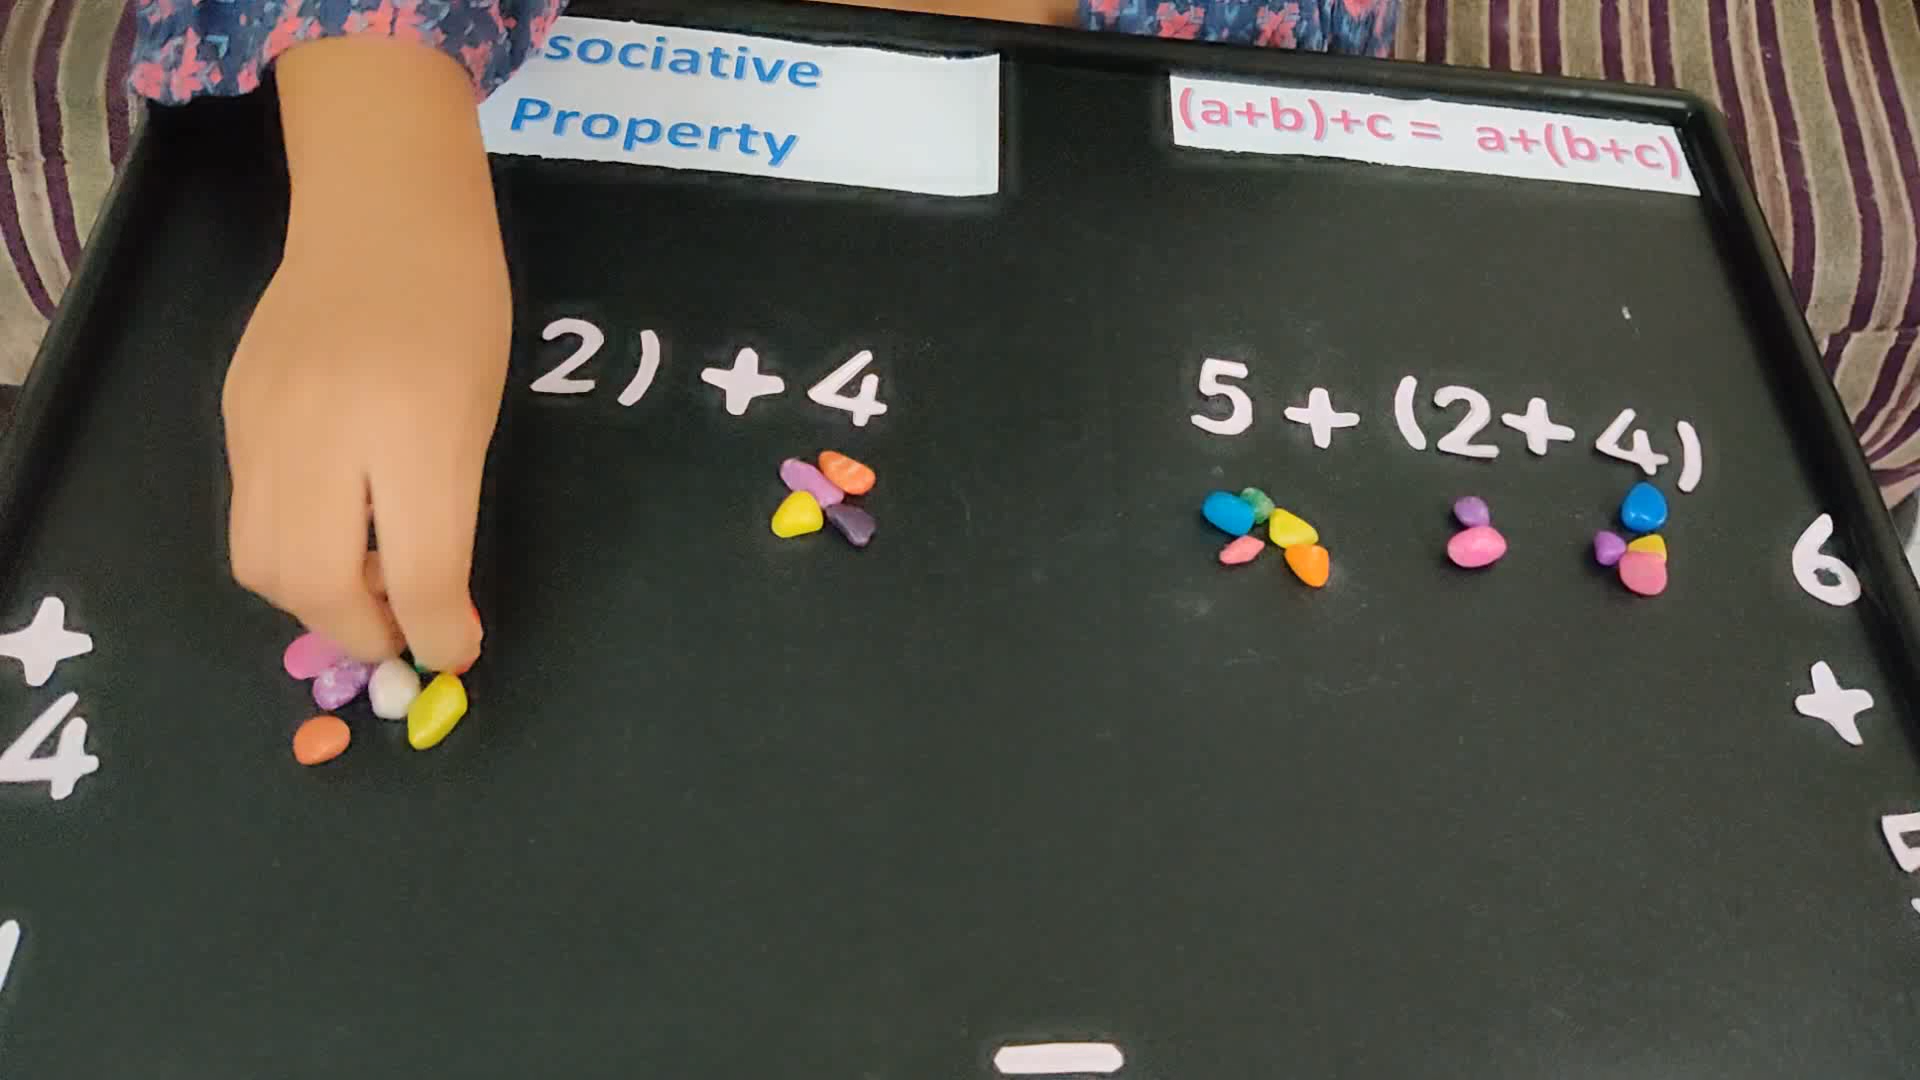 sociative
Property
(a+b)+c = a+(b+c)
2) + 4
5 + (2 + 4)
6
+
+
4